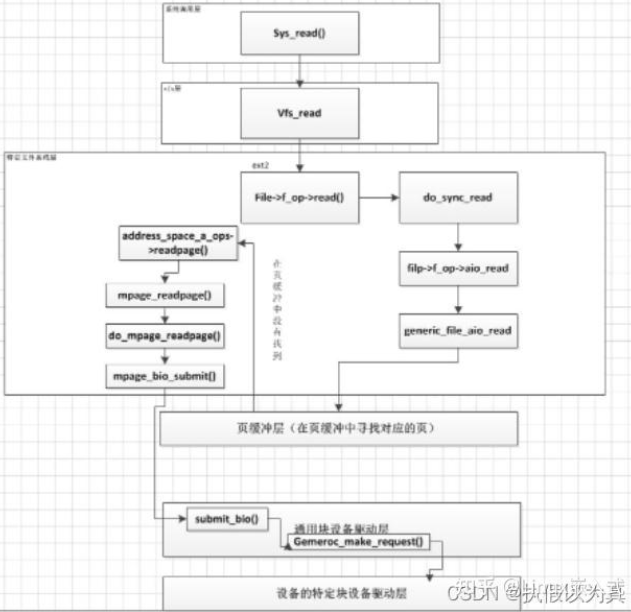 系统调用层
Sys_read()
vfs层
Vfs_read
特定文件系统层
ext2
File->f_op->read()
do_sync_read
address_space_a_ops-
>readpage()
filp->f_op->aio_read
在页缓冲中没有找到
mpage_readpage()
generic_file_aio_read
do_mpage_readpage()
mpage_bio_submit()
页缓冲层（在页缓冲中寻找对应的页）
submit_bio()
通用块设备驱动层
Gemeroc_make_request()
设备的特定块设备驱动层
知乎
CSDN @执假以为真